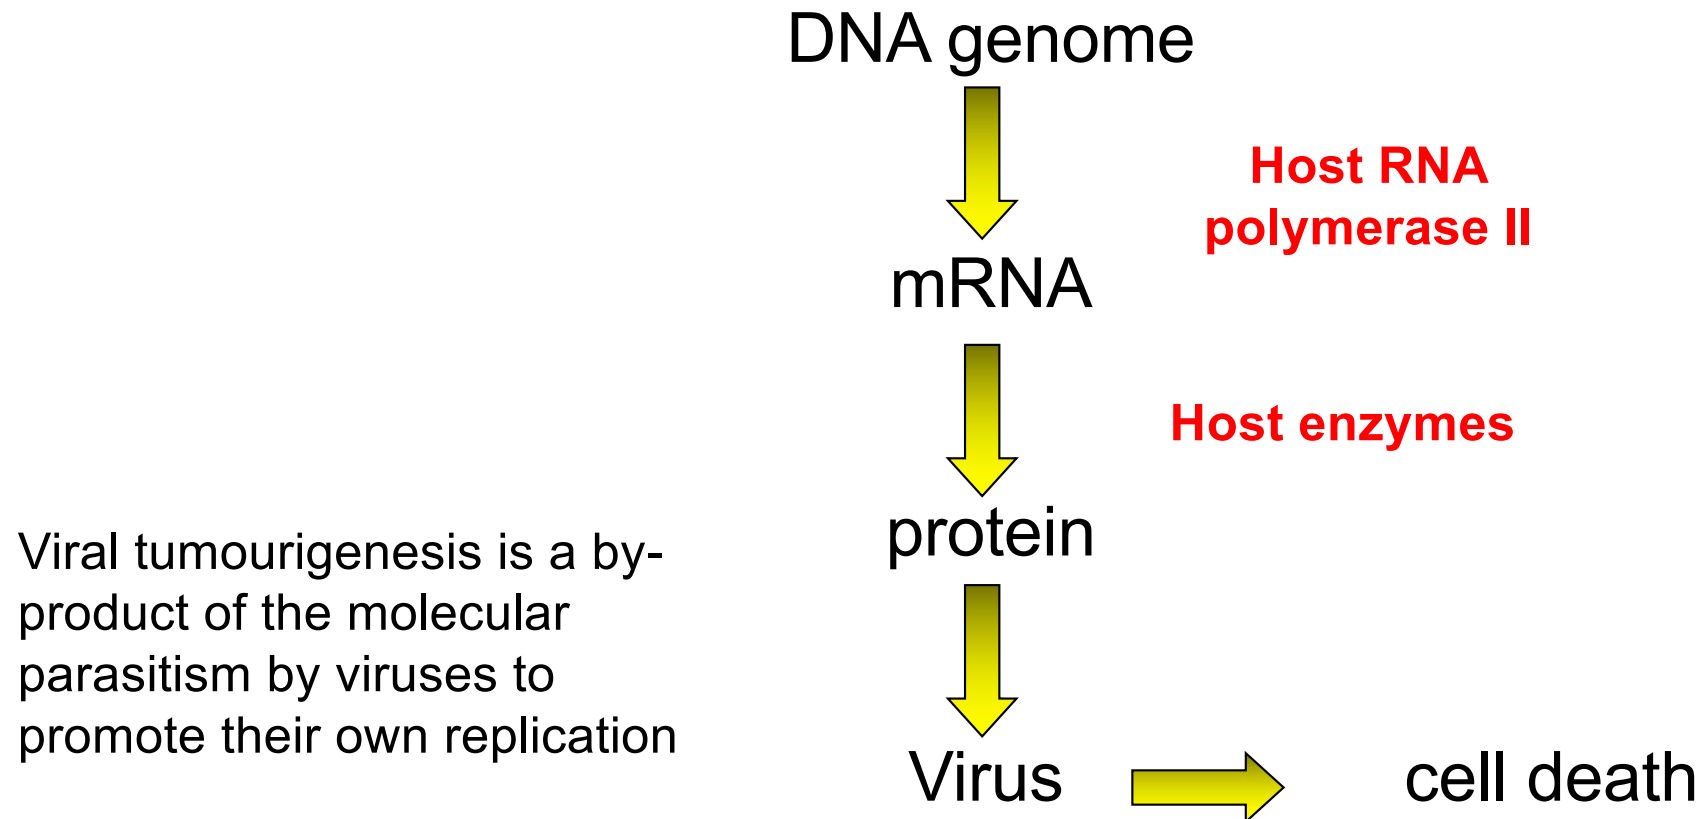 DNA genome
Host RNA
polymerase II
mRNA
Host enzymes
protein
Viral tumourigenesis is a by-
product of the molecular
parasitism by viruses to
promote their own replication
Virus
cell death